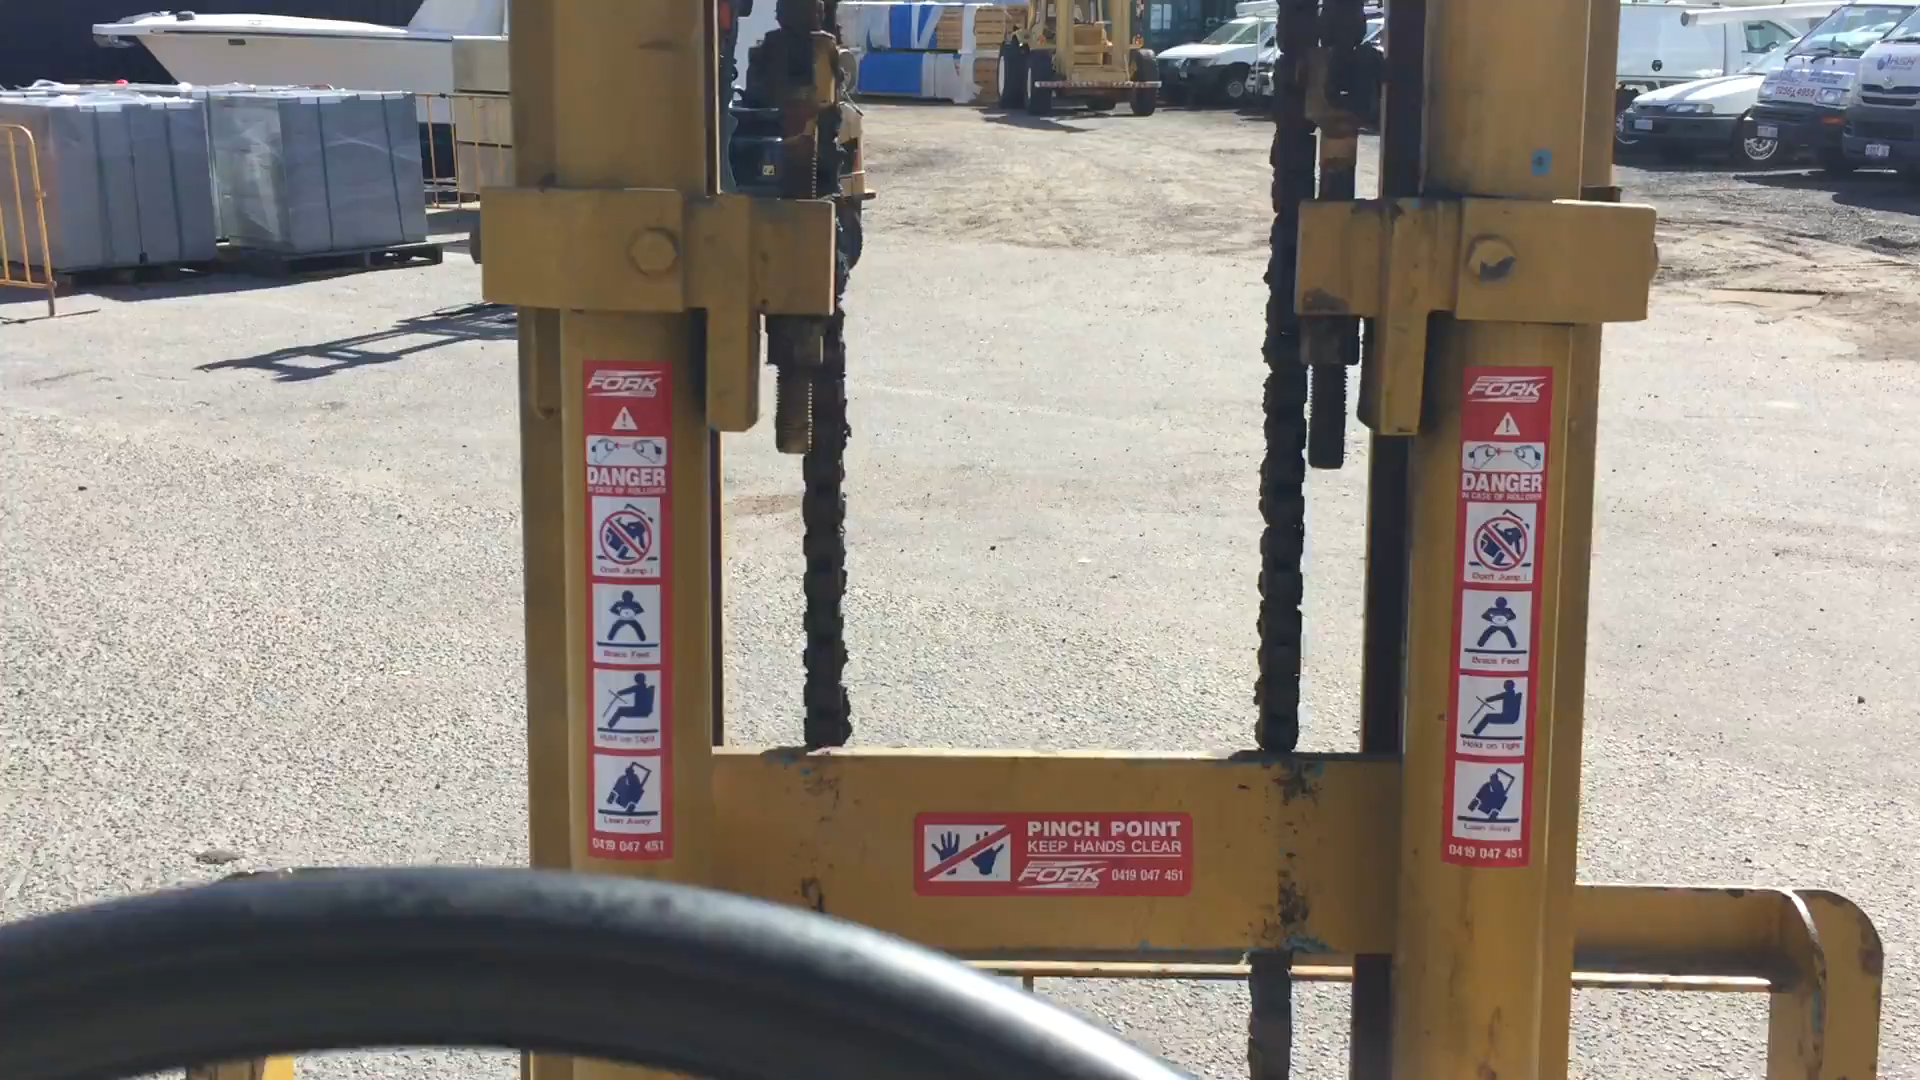 FORK
DANGER
IN CASE OF ROLLOVER
Don't Jump !
Brace Feet
Hold on Tight
Lean Away
0419 047 451
PINCH POINT
KEEP HANDS CLEAR
FORK 0419 047 451
FORK
DANGER
IN CASE OF ROLLOVER
Don't Jump !
Brace Feet
Hold on Tight
Lean Away
0419 047 451